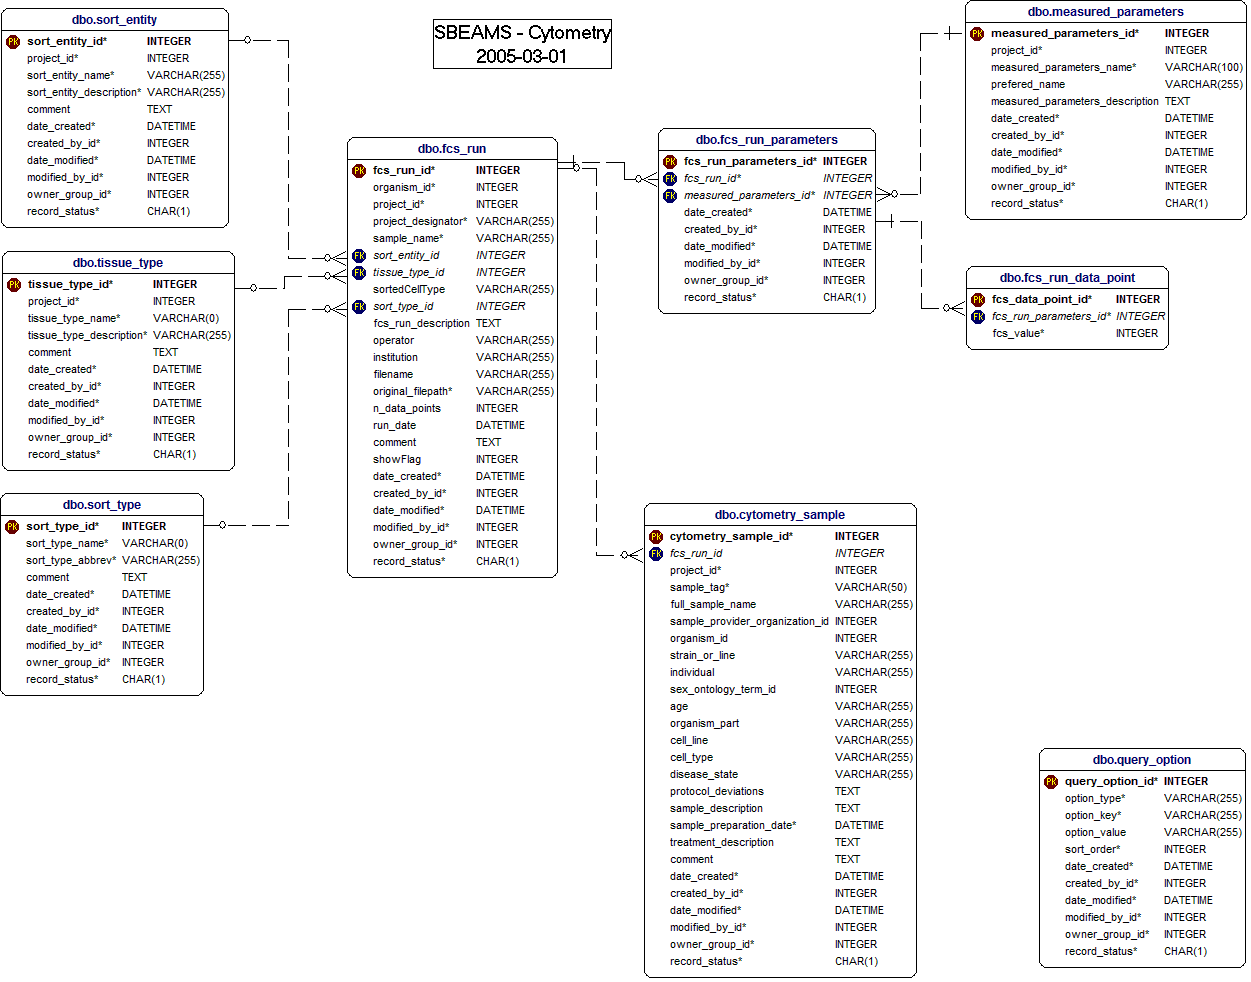 SBEAMS - Cytometry
2005-03-01
dbo.sort_entity
PK sort_entity_id* INTEGER
project_id* INTEGER
sort_entity_name* VARCHAR(255)
sort_entity_description* VARCHAR(255)
comment TEXT
date_created* DATETIME
created_by_id* INTEGER
date_modified* DATETIME
modified_by_id* INTEGER
owner_group_id* INTEGER
record_status* CHAR(1)
dbo.tissue_type
PK tissue_type_id* INTEGER
project_id* INTEGER
tissue_type_name* VARCHAR(0)
tissue_type_description* VARCHAR(255)
comment TEXT
date_created* DATETIME
created_by_id* INTEGER
date_modified* DATETIME
modified_by_id* INTEGER
owner_group_id* INTEGER
record_status* CHAR(1)
dbo.sort_type
PK sort_type_id* INTEGER
sort_type_name* VARCHAR(0)
sort_type_abbrev* VARCHAR(255)
comment TEXT
date_created* DATETIME
created_by_id* INTEGER
date_modified* DATETIME
modified_by_id* INTEGER
owner_group_id* INTEGER
record_status* CHAR(1)
dbo.fcs_run
PK fcs_run_id* INTEGER
organism_id* INTEGER
project_id* INTEGER
project_designator* VARCHAR(255)
sample_name* VARCHAR(255)
FK sort_entity_id INTEGER
FK tissue_type_id INTEGER
sortedCellType VARCHAR(255)
FK sort_type_id INTEGER
fcs_run_description TEXT
operator VARCHAR(255)
institution VARCHAR(255)
filename VARCHAR(255)
original_filepath* VARCHAR(255)
n_data_points INTEGER
run_date DATETIME
comment TEXT
showFlag INTEGER
date_created* DATETIME
created_by_id* INTEGER
date_modified* DATETIME
modified_by_id* INTEGER
owner_group_id* INTEGER
record_status* CHAR(1)
dbo.fcs_run_parameters
PK fcs_run_parameters_id* INTEGER
FK fcs_run_id* INTEGER
FK measured_parameters_id* INTEGER
date_created* DATETIME
created_by_id* INTEGER
date_modified* DATETIME
modified_by_id* INTEGER
owner_group_id* INTEGER
record_status* CHAR(1)
dbo.measured_parameters
PK measured_parameters_id* INTEGER
project_id* INTEGER
measured_parameters_name* VARCHAR(100)
prefered_name VARCHAR(255)
measured_parameters_description TEXT
date_created* DATETIME
created_by_id* INTEGER
date_modified* DATETIME
modified_by_id* INTEGER
owner_group_id* INTEGER
record_status* CHAR(1)
dbo.fcs_run_data_point
PK fcs_data_point_id* INTEGER
FK fcs_run_parameters_id* INTEGER
fcs_value* INTEGER
dbo.cytometry_sample
PK cytometry_sample_id* INTEGER
FK fcs_run_id INTEGER
project_id* INTEGER
sample_tag* VARCHAR(50)
full_sample_name VARCHAR(255)
sample_provider_organization_id INTEGER
organism_id INTEGER
strain_or_line VARCHAR(255)
individual VARCHAR(255)
sex_ontology_term_id INTEGER
age VARCHAR(255)
organism_part VARCHAR(255)
cell_line VARCHAR(255)
cell_type VARCHAR(255)
disease_state VARCHAR(255)
protocol_deviations TEXT
sample_description TEXT
sample_preparation_date* DATETIME
treatment_description TEXT
comment TEXT
date_created* DATETIME
created_by_id* INTEGER
date_modified* DATETIME
modified_by_id* INTEGER
owner_group_id* INTEGER
record_status* CHAR(1)
dbo.query_option
PK query_option_id* INTEGER
option_type* VARCHAR(255)
option_key* VARCHAR(255)
option_value VARCHAR(255)
sort_order* INTEGER
date_created* DATETIME
created_by_id* INTEGER
date_modified* DATETIME
modified_by_id* INTEGER
owner_group_id* INTEGER
record_status* CHAR(1)